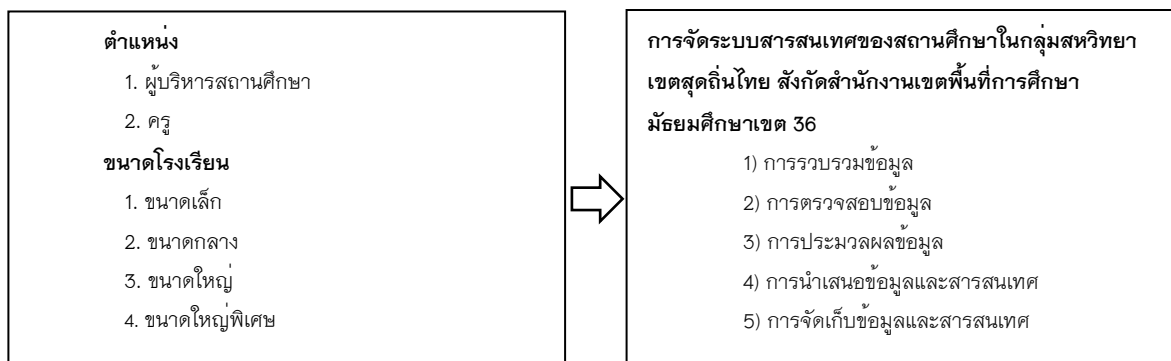 ตำแหน่ง
1. ผู้บริหารสถานศึกษา
2. ครู
ขนาดโรงเรียน
1. ขนาดเล็ก
2. ขนาดกลาง
3. ขนาดใหญ่
4. ขนาดใหญ่พิเศษ
การจัดระบบสารสนเทศของสถานศึกษาในกลุ่มสหวิทยา
เขตสุดถิ่นไทย สังกัดสำนักงานเขตพื้นที่การศึกษา
มัธยมศึกษาเขต 36
1) การรวบรวมข้อมูล
2) การตรวจสอบข้อมูล
3) การประมวลผลข้อมูล
4) การนำเสนอข้อมูลและสารสนเทศ
5) การจัดเก็บข้อมูลและสารสนเทศ